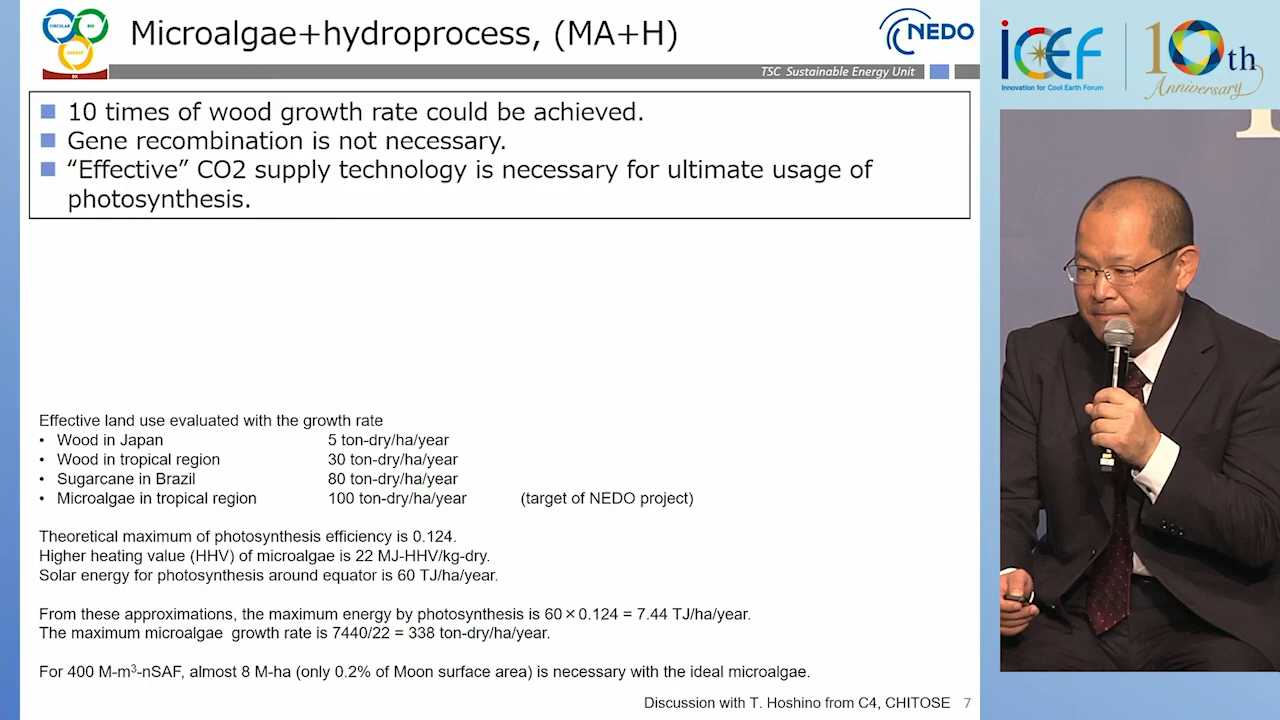 Microalgae+hydroprocess, (MA+H)
CIRCULAR
BIO
ENERGY
NEDO
TSC Sustainable Energy Unit
■ 10 times of wood growth rate could be achieved.
■ Gene recombination is not necessary.
■ “Effective” CO2 supply technology is necessary for ultimate usage of
photosynthesis.
Effective land use evaluated with the growth rate
• Wood in Japan 5 ton-dry/ha/year
• Wood in tropical region 30 ton-dry/ha/year
• Sugarcane in Brazil 80 ton-dry/ha/year
• Microalgae in tropical region 100 ton-dry/ha/year (target of NEDO project)
Theoretical maximum of photosynthesis efficiency is 0.124.
Higher heating value (HHV) of microalgae is 22 MJ-HHV/kg-dry.
Solar energy for photosynthesis around equator is 60 TJ/ha/year.
From these approximations, the maximum energy by photosynthesis is 60×0.124 = 7.44 TJ/ha/year.
The maximum microalgae growth rate is 7440/22 = 338 ton-dry/ha/year.
For 400 M-m³-nSAF, almost 8 M-ha (only 0.2% of Moon surface area) is necessary with the ideal microalgae.
Discussion with T. Hoshino from C4, CHITOSE 7
ICEF
Innovation for Cool Earth Forum
10th
Anniversary